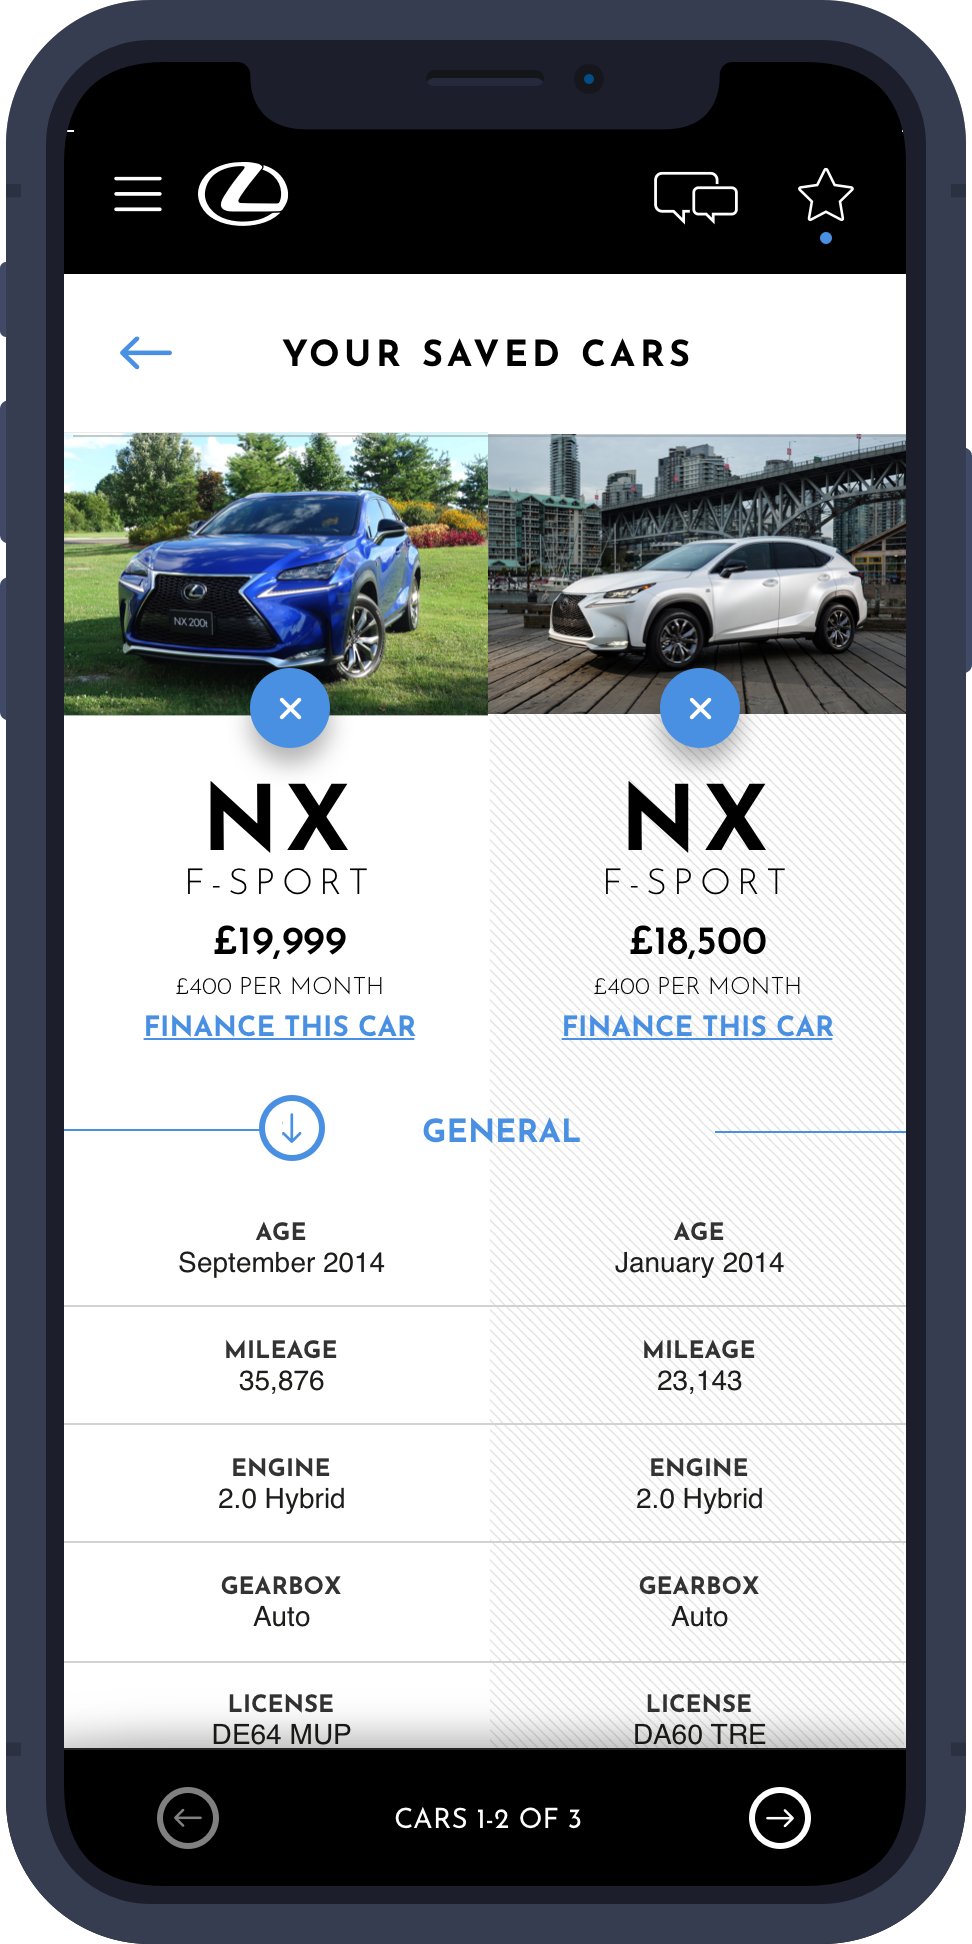 YOUR SAVED CARS
NX 200t
NX
F-SPORT
£19,999
£400 PER MONTH
FINANCE THIS CAR
NX
F-SPORT
£18,500
£400 PER MONTH
FINANCE THIS CAR
GENERAL
AGE
September 2014
AGE
January 2014
MILEAGE
35,876
MILEAGE
23,143
ENGINE
2.0 Hybrid
ENGINE
2.0 Hybrid
GEARBOX
Auto
GEARBOX
Auto
LICENSE
DE64 MUP
LICENSE
DA60 TRE
CARS 1-2 OF 3